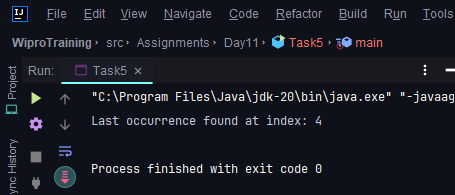 IJ File Edit View Navigate Code Refactor Build Run Tools
WiproTraining › src › Assignments › Day11 › Task5 › main
Run: Task5 ×
"C:\Program Files\Java\jdk-20\bin\java.exe" "-javaag
Last occurrence found at index: 4
Process finished with exit code 0
Project
ync History